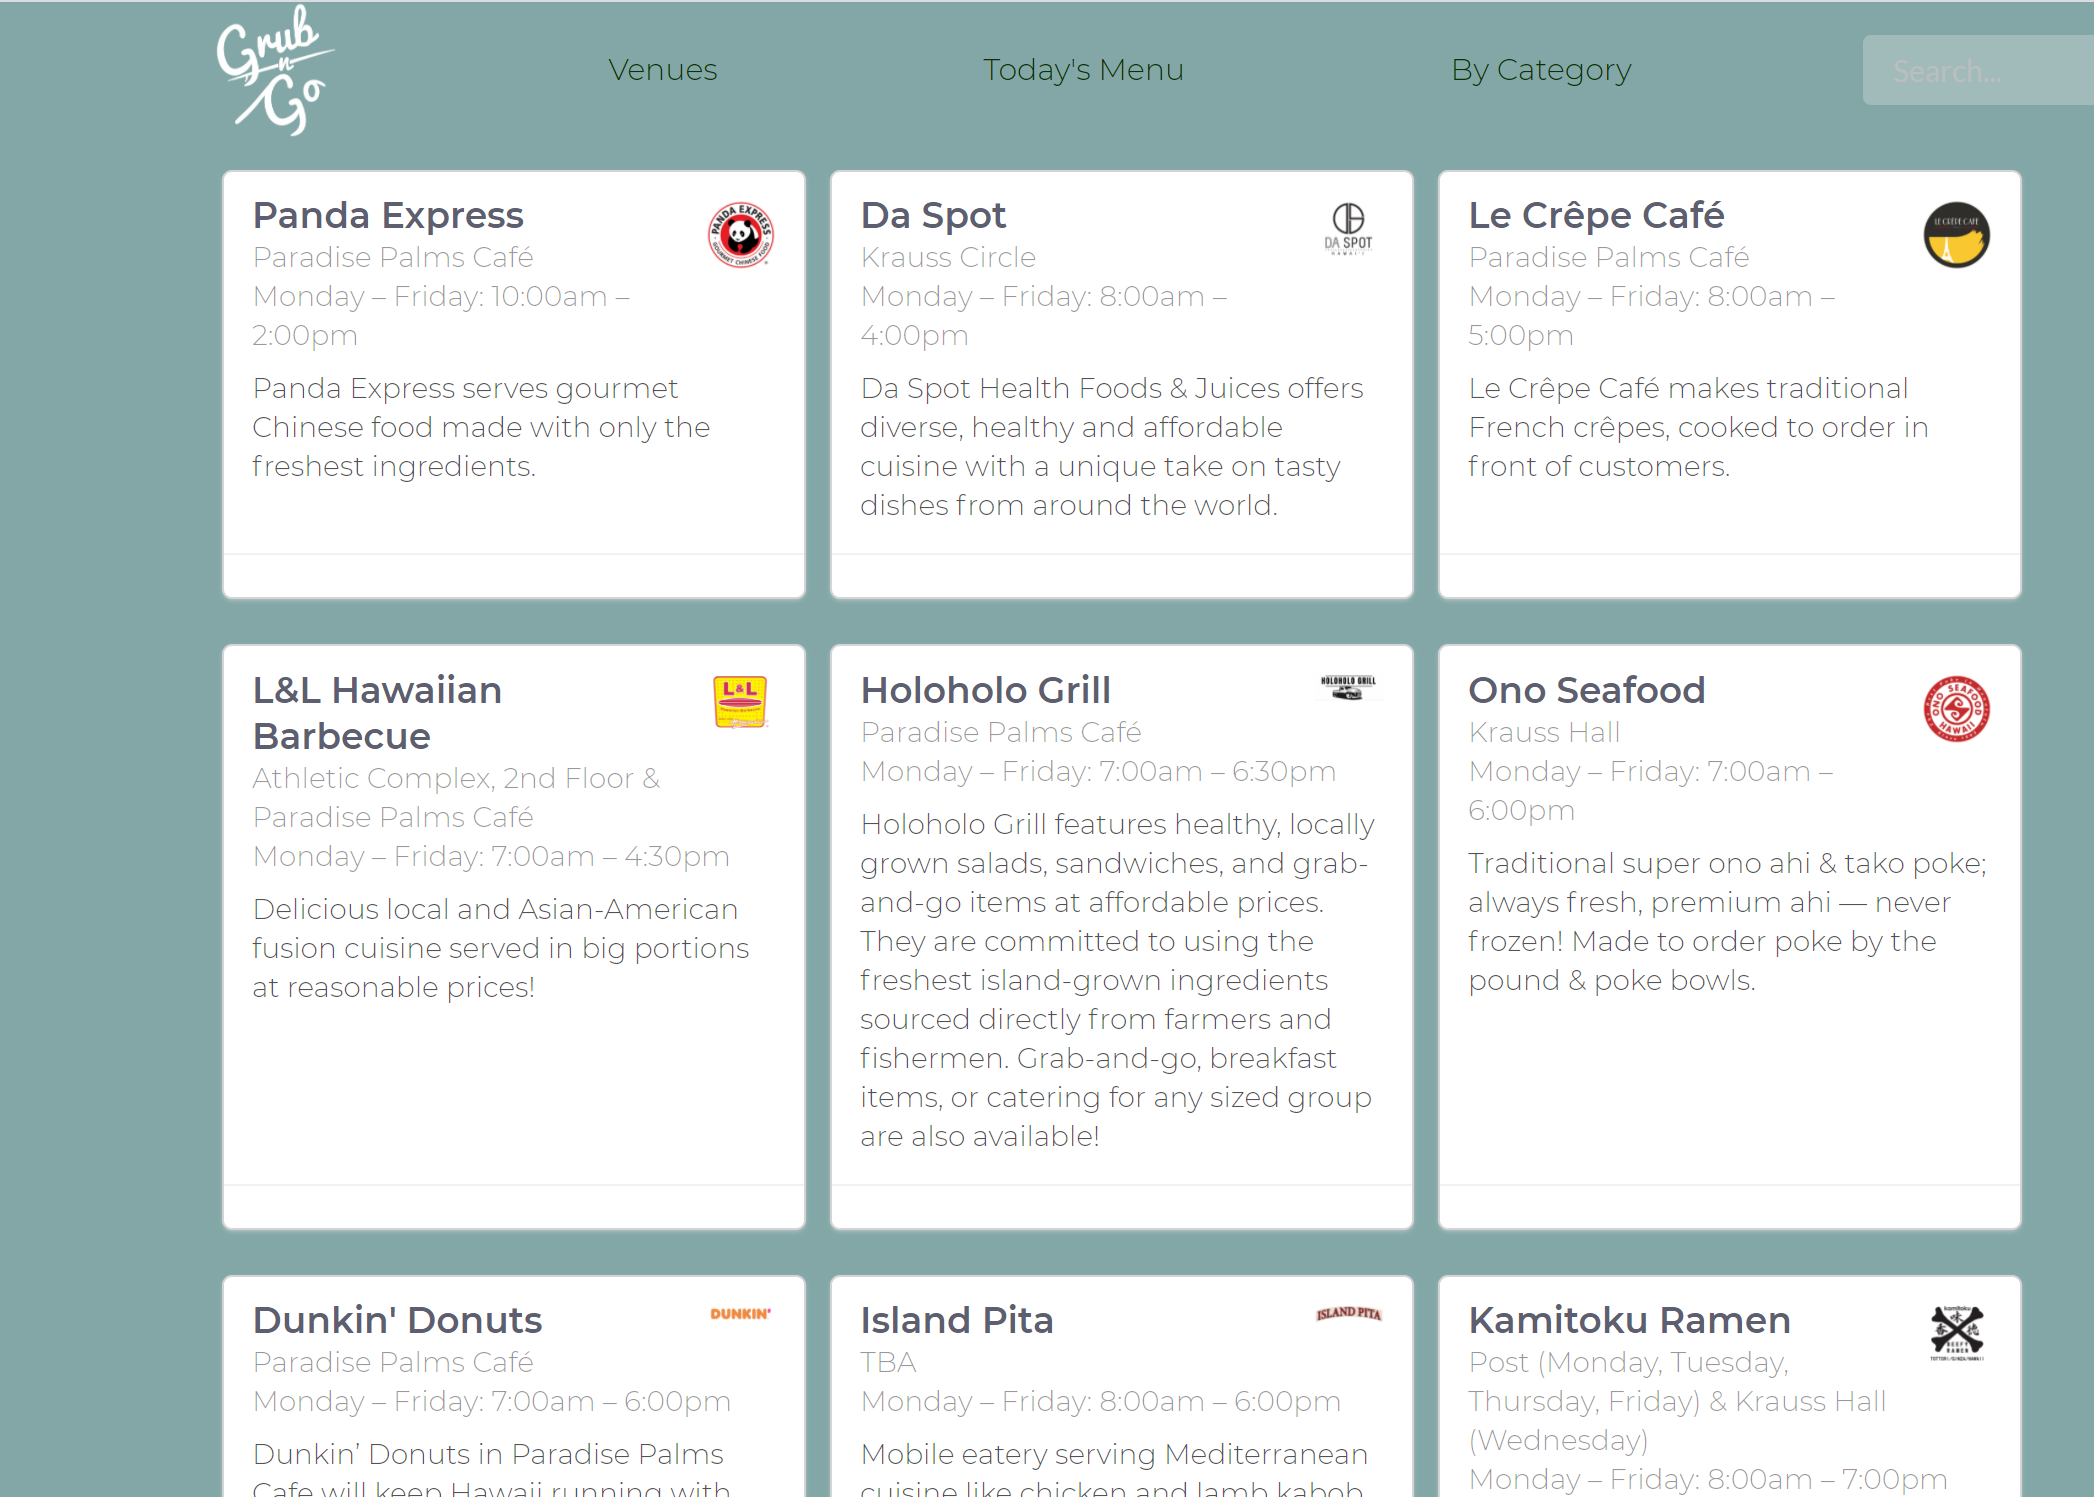 Grub
n
Go
Venues
Today's Menu
By Category
Search...
Panda Express
Paradise Palms Café
Monday – Friday: 10:00am –
2:00pm
Panda Express serves gourmet
Chinese food made with only the
freshest ingredients.
PANDA EXPRESS
GOURMET CHINESE FOOD
Da Spot
Krauss Circle
Monday – Friday: 8:00am –
4:00pm
Da Spot Health Foods & Juices offers
diverse, healthy and affordable
cuisine with a unique take on tasty
dishes from around the world.
DA SPOT
HAWAI'I
Le Crêpe Café
Paradise Palms Café
Monday – Friday: 8:00am –
5:00pm
Le Crêpe Café makes traditional
French crêpes, cooked to order in
front of customers.
LE CREPE CAFE
L&L Hawaiian
Barbecue
Athletic Complex, 2nd Floor &
Paradise Palms Café
Monday – Friday: 7:00am – 4:30pm
Delicious local and Asian-American
fusion cuisine served in big portions
at reasonable prices!
L&L
Holoholo Grill
Paradise Palms Café
Monday – Friday: 7:00am – 6:30pm
Holoholo Grill features healthy, locally
grown salads, sandwiches, and grab-
and-go items at affordable prices.
They are committed to using the
freshest island-grown ingredients
sourced directly from farmers and
fishermen. Grab-and-go, breakfast
items, or catering for any sized group
are also available!
HOLOHOLO GRILL
Ono Seafood
Krauss Hall
Monday – Friday: 7:00am –
6:00pm
Traditional super ono ahi & tako poke;
always fresh, premium ahi — never
frozen! Made to order poke by the
pound & poke bowls.
ONO SEAFOOD
HAWAII
Dunkin' Donuts
Paradise Palms Café
Monday – Friday: 7:00am – 6:00pm
Dunkin’ Donuts in Paradise Palms
Cafe will keep Hawaii running with
DUNKIN'
Island Pita
TBA
Monday – Friday: 8:00am – 6:00pm
Mobile eatery serving Mediterranean
cuisine like chicken and lamb kabob
ISLAND PITA
Kamitoku Ramen
Post (Monday, Tuesday,
Thursday, Friday) & Krauss Hall
(Wednesday)
Monday – Friday: 8:00am – 7:00pm
kamitoku
味
香 徳
BEEFY
RAMEN
TOTTORI/GINZA/HAWAII